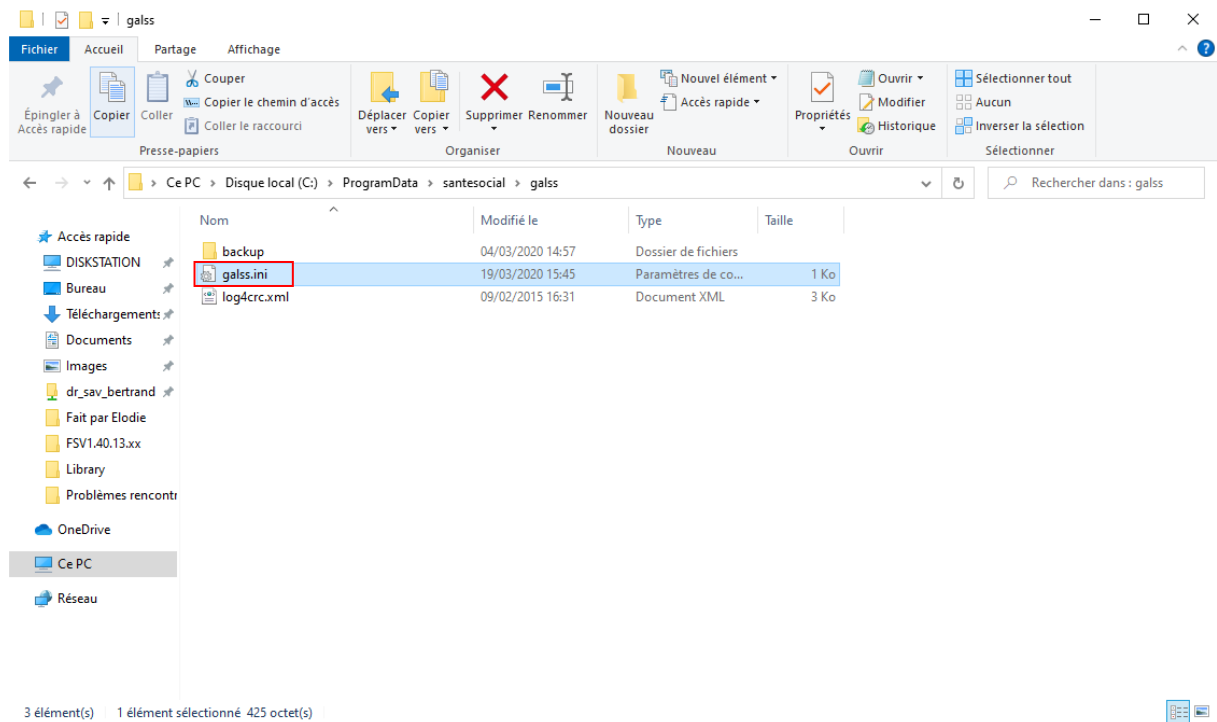 galss
Fichier Accueil Partage Affichage
Épingler à Accès rapide
Copier
Coller
Couper
Copier le chemin d'accès
Coller le raccourci
Déplacer vers
Copier vers
Supprimer
Renommer
Nouveau dossier
Nouvel élément
Accès rapide
Propriétés
Ouvrir
Modifier
Historique
Sélectionner tout
Aucun
Inverser la sélection
Presse-papiers Organiser Nouveau Ouvrir Sélectionner
Ce PC > Disque local (C:) > ProgramData > santesocial > galss
Rechercher dans : galss
Accès rapide
DISKSTATION
Bureau
Téléchargements
Documents
Images
dr_sav_bertrand
Fait par Elodie
FSV1.40.13.xx
Library
Problèmes rencontr
OneDrive
Ce PC
Réseau
Nom Modifié le Type Taille
backup 04/03/2020 14:57 Dossier de fichiers
galss.ini 19/03/2020 15:45 Paramètres de co... 1 Ko
log4crc.xml 09/02/2015 16:31 Document XML 3 Ko
3 élément(s) 1 élément sélectionné 425 octet(s)